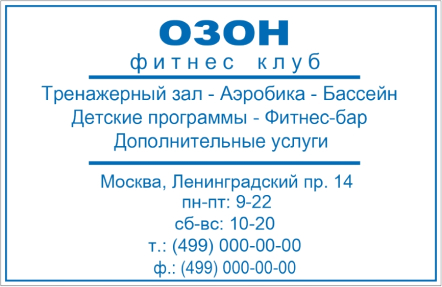 ОЗОН
фитнес клуб
Тренажерный зал - Аэробика - Бассейн
Детские программы - Фитнес-бар
Дополнительные услуги
Москва, Ленинградский пр. 14
пн-пт: 9-22
сб-вс: 10-20
т.: (499) 000-00-00
ф.: (499) 000-00-00